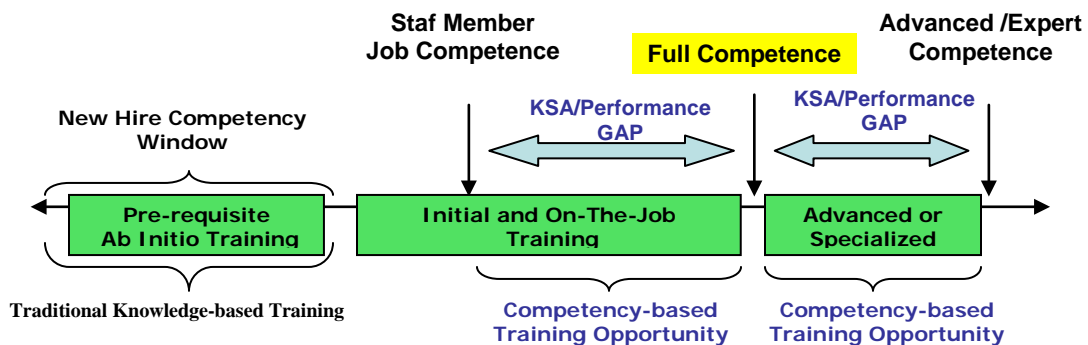 Staf Member
Job Competence
Full Competence
Advanced /Expert
Competence
New Hire Competency
Window
KSA/Performance
GAP
KSA/Performance
GAP
Pre-requisite
Ab Initio Training
Initial and On-The-Job
Training
Advanced or
Specialized
Traditional Knowledge-based Training
Competency-based
Training Opportunity
Competency-based
Training Opportunity